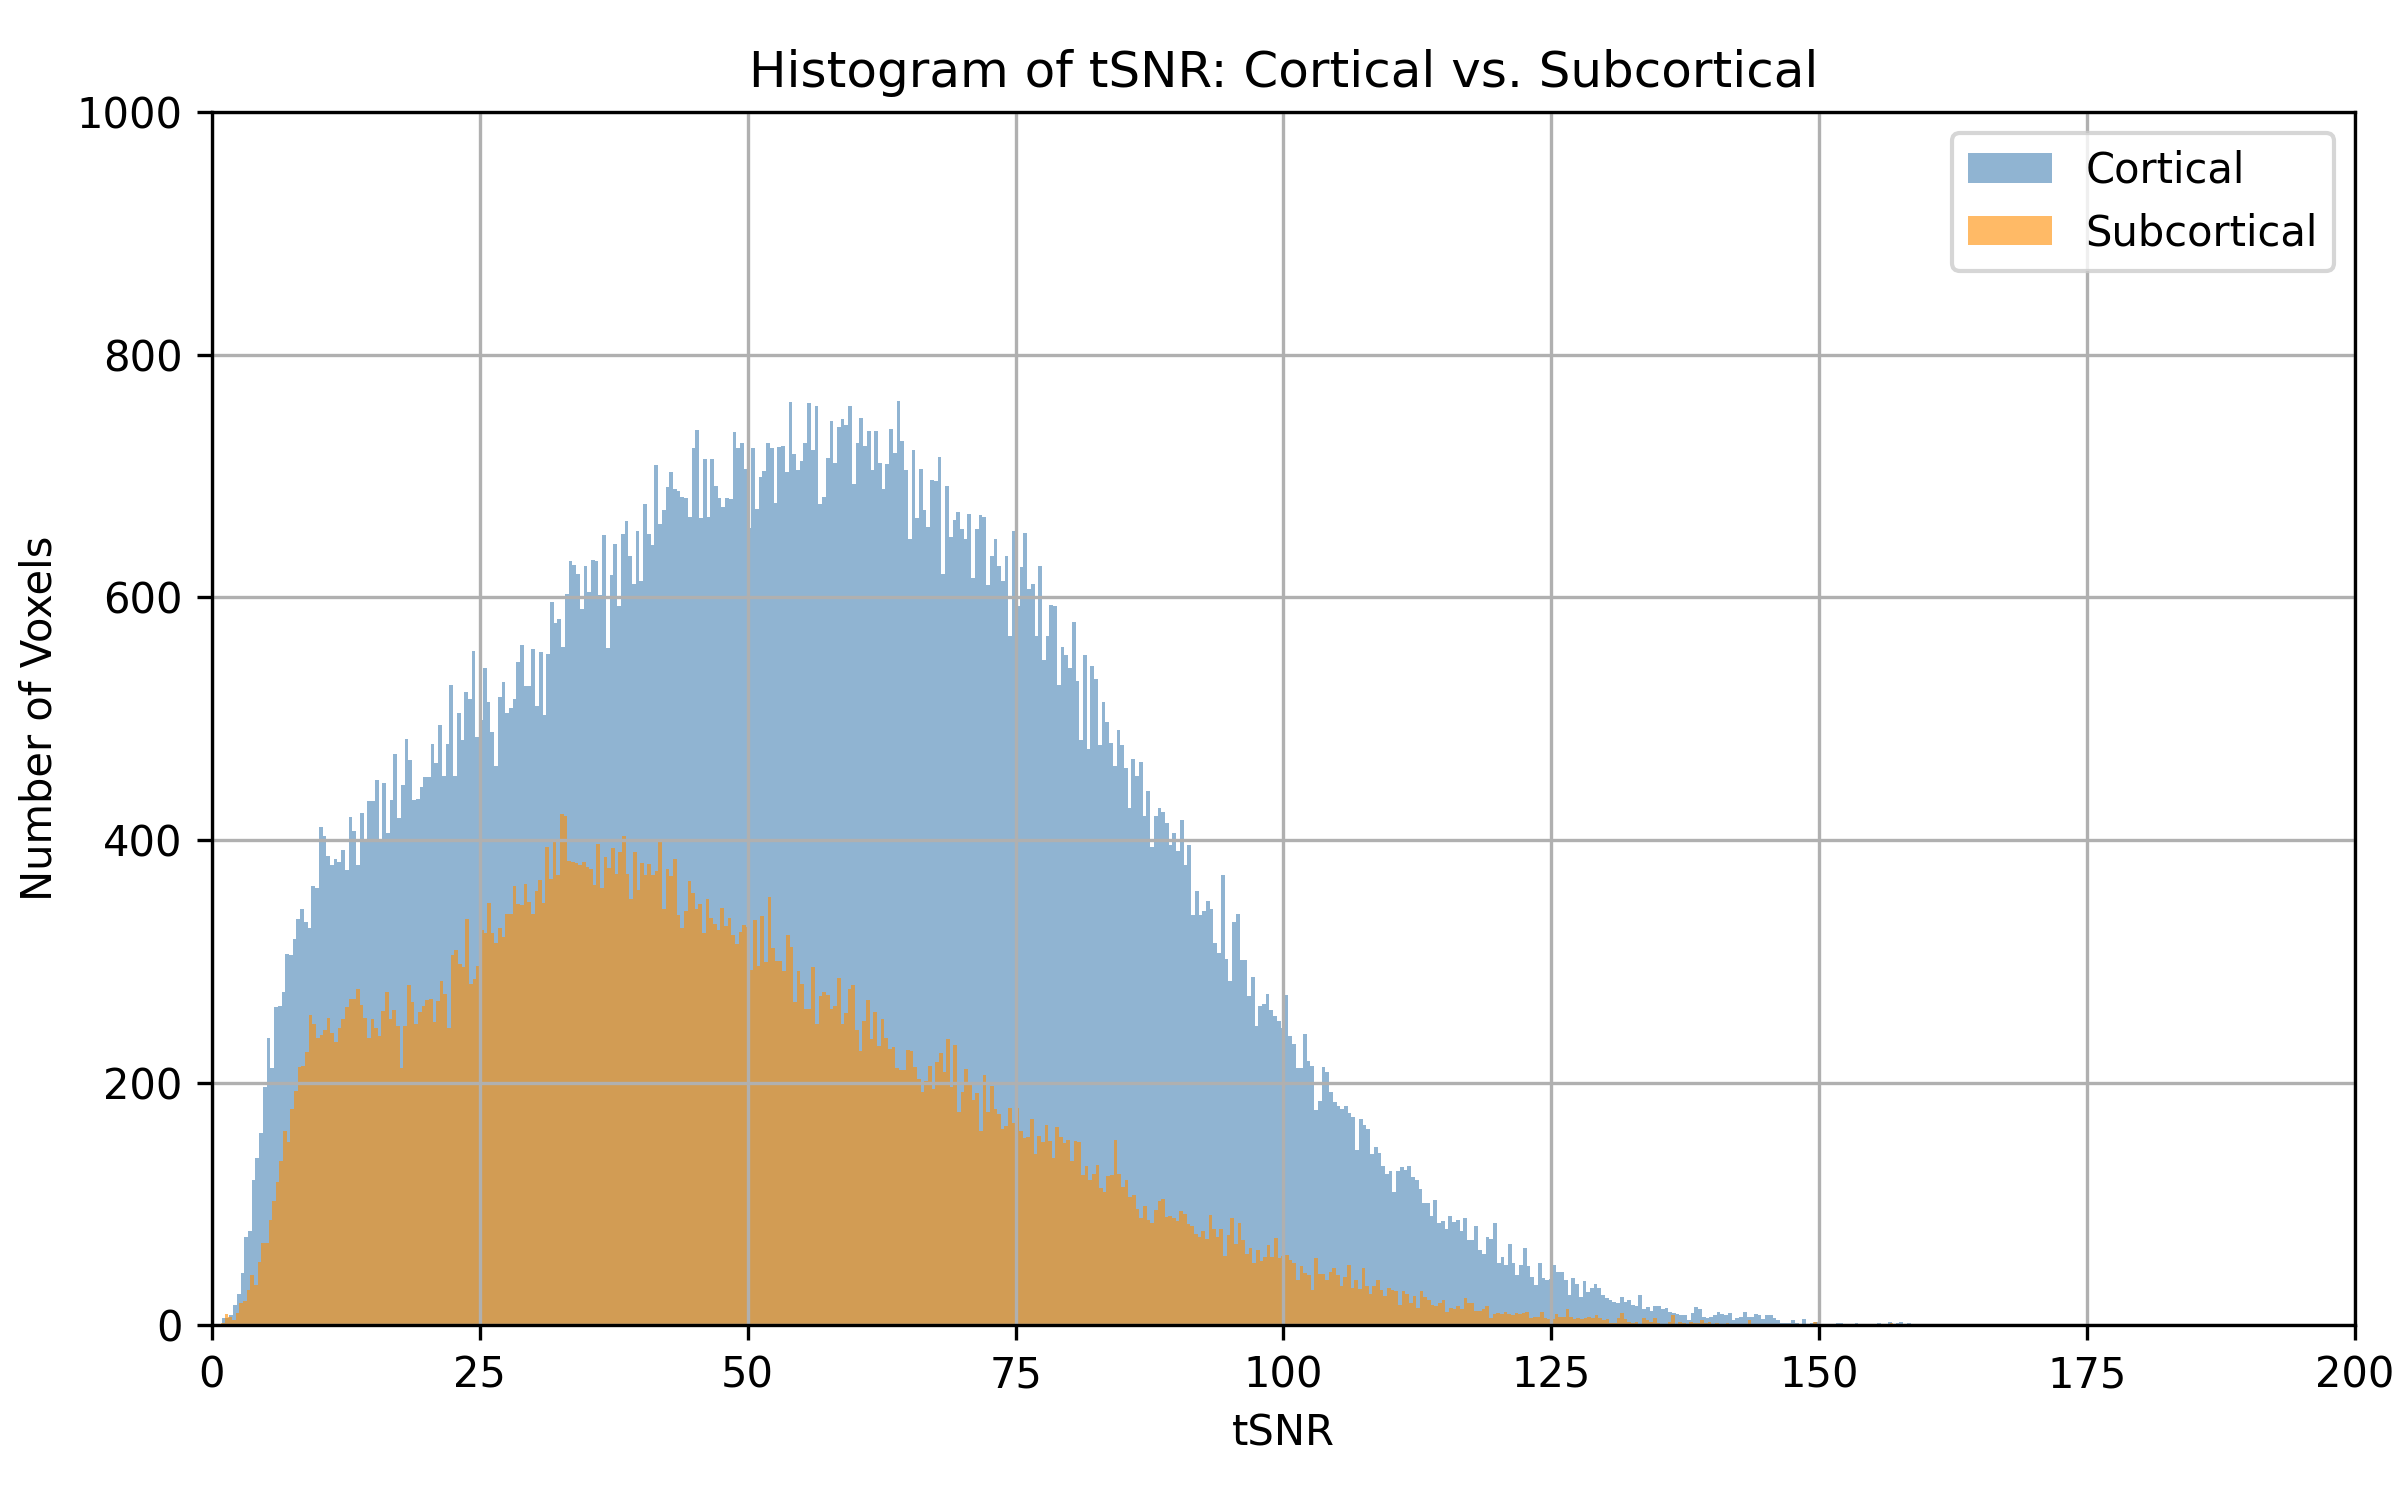 Histogram of tSNR: Cortical vs. Subcortical
1000
800
600
400
200
0
Number of Voxels
Cortical
Subcortical
0 25 50 75 100 125 150 175 200
tSNR